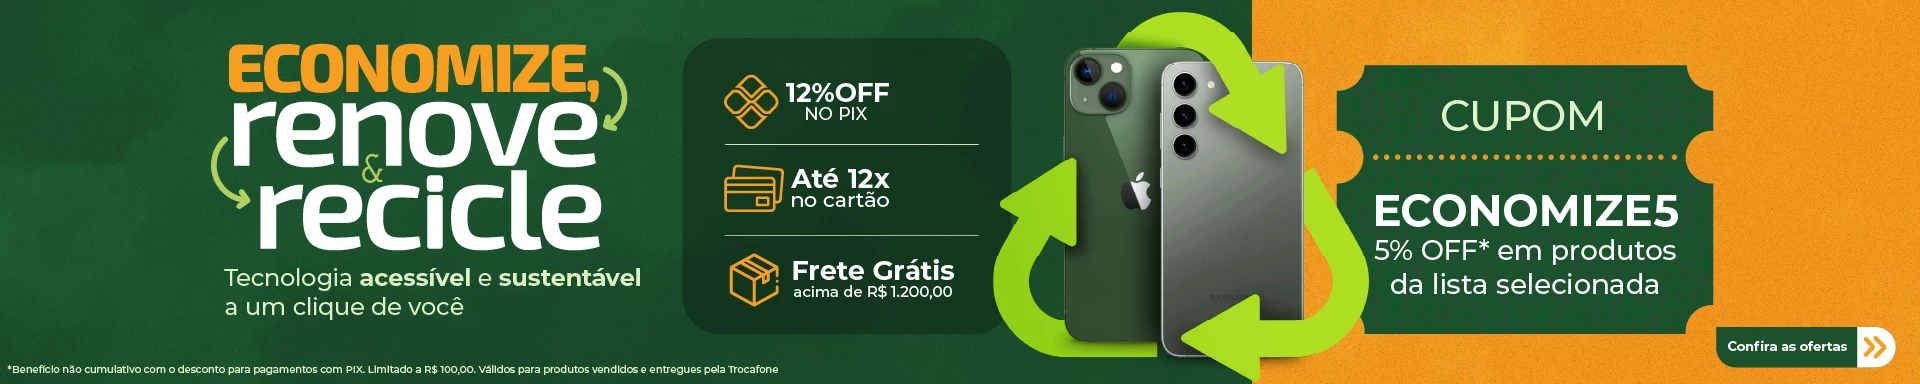 ECONOMIZE,
renove
&
recicle
Tecnologia acessível e sustentável
a um clique de você
12%OFF
NO PIX
Até 12x
no cartão
Frete Grátis
acima de R$ 1.200,00
SAMSUNG
CUPOM
ECONOMIZE5
5% OFF* em produtos
da lista selecionada
Confira as ofertas
*Benefício não cumulativo com o desconto para pagamentos com PIX. Limitado a R$ 100,00. Válidos para produtos vendidos e entregues pela Trocafone